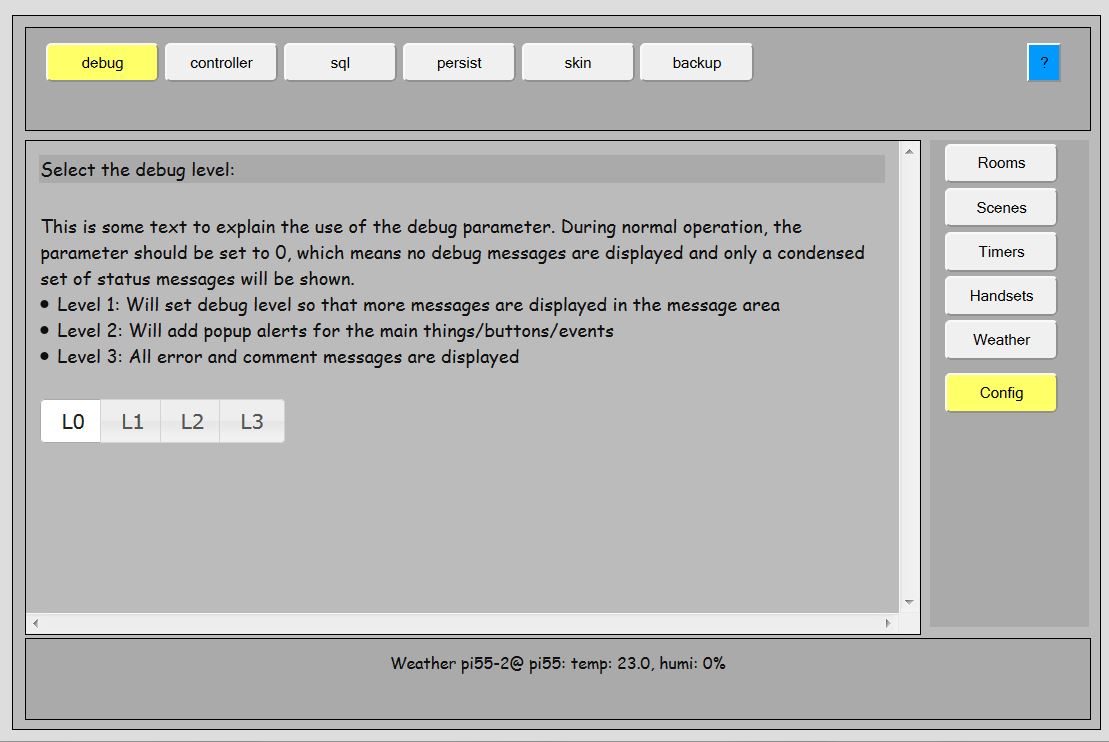 debug controller sql persist skin backup ?
Select the debug level:
This is some text to explain the use of the debug parameter. During normal operation, the
parameter should be set to 0, which means no debug messages are displayed and only a condensed
set of status messages will be shown.
• Level 1: Will set debug level so that more messages are displayed in the message area
• Level 2: Will add popup alerts for the main things/buttons/events
• Level 3: All error and comment messages are displayed
L0 L1 L2 L3
Rooms
Scenes
Timers
Handsets
Weather
Config
Weather pi55-2@ pi55: temp: 23.0, humi: 0%